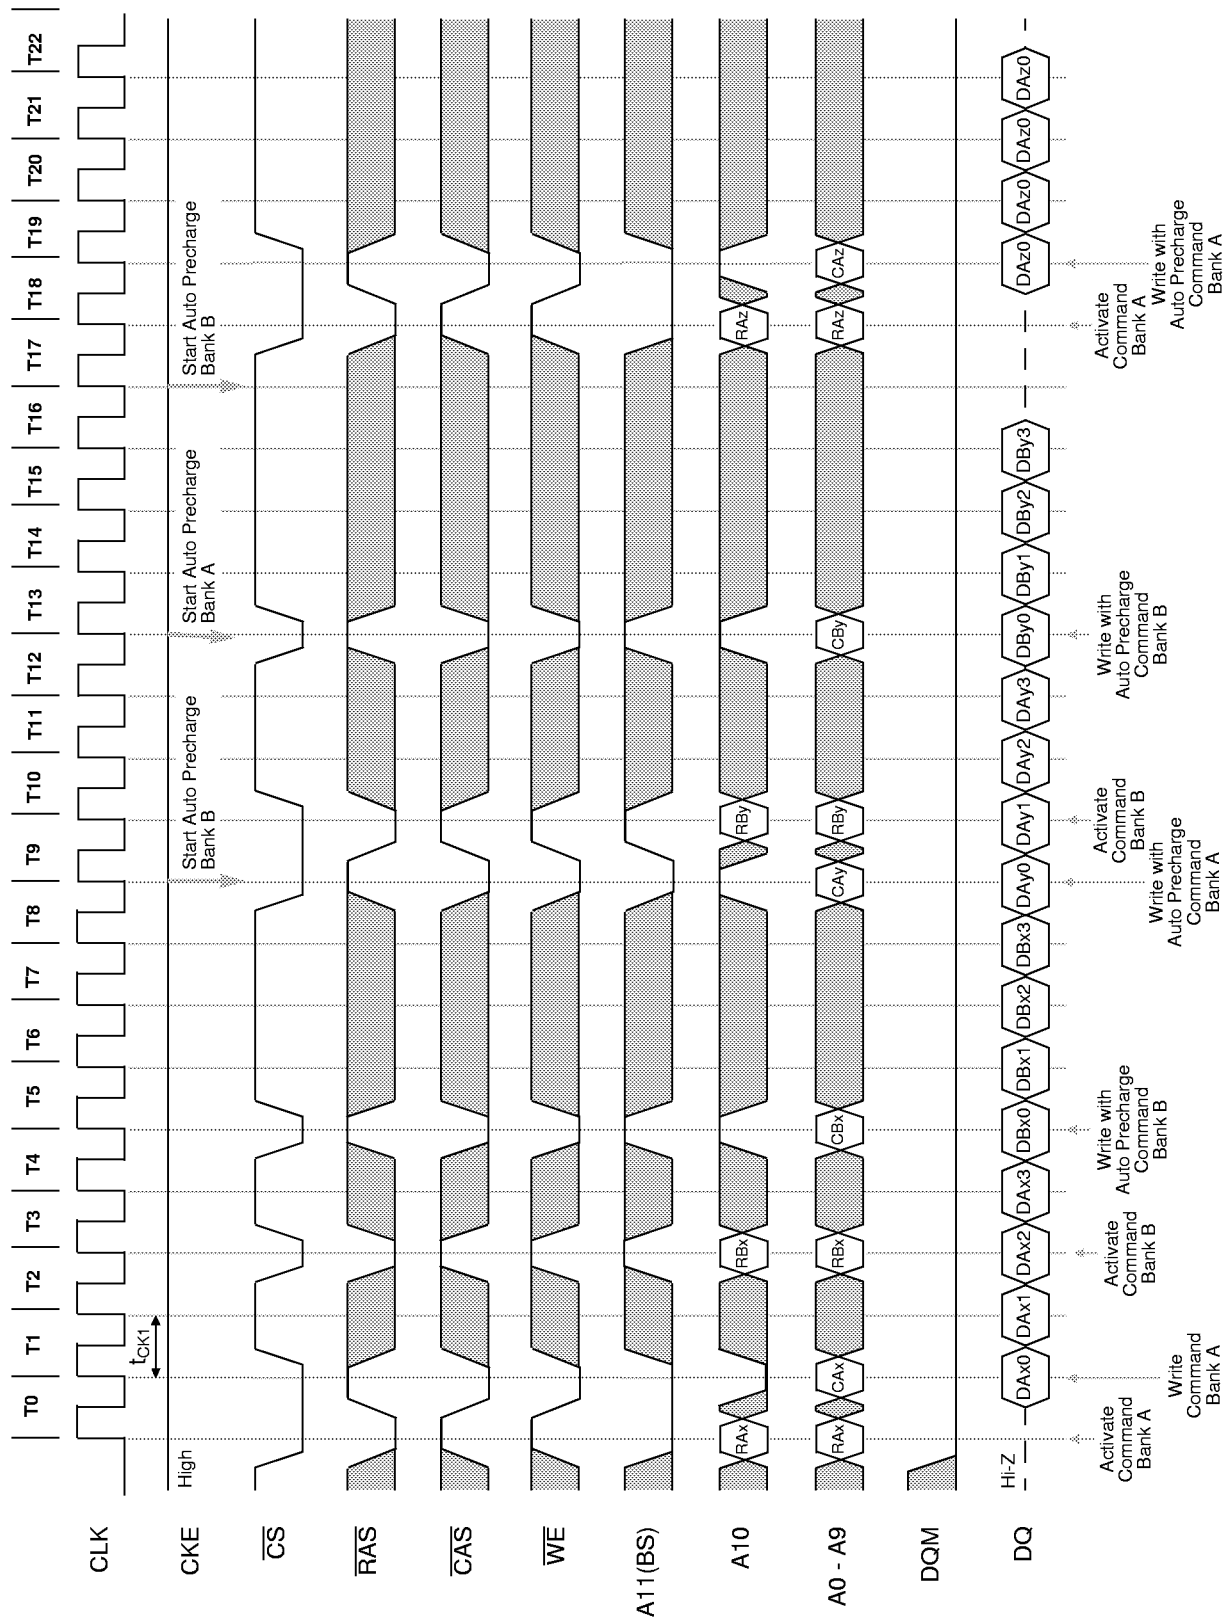 T0 T1 T2 T3 T4 T5 T6 T7 T8 T9 T10 T11 T12 T13 T14 T15 T16 T17 T18 T19 T20 T21 T22
CLK
tCK1
CKE
High
Start Auto Precharge
Bank B
Start Auto Precharge
Bank A
Start Auto Precharge
Bank B
CS
RAS
CAS
WE
A11(BS)
A10
RAx RBx RBy RAz
A0 - A9
RAx CAx RBx CBx CAy RBy CBy RAz CAz
DQM
DQ
Hi-Z
DAx0 DAx1 DAx2 DAx3 DBx0 DBx1 DBx2 DBx3 DAy0 DAy1 DAy2 DAy3 DBy0 DBy1 DBy2 DBy3 DAz0 DAz0 DAz0 DAz0
Activate
Command
Bank A
Write
Command
Bank A
Activate
Command
Bank B
Write with
Auto Precharge
Command
Bank B
Write with
Auto Precharge
Command
Bank A
Activate
Command
Bank B
Write with
Auto Precharge
Command
Bank B
Activate
Command
Bank A
Write with
Auto Precharge
Command
Bank A